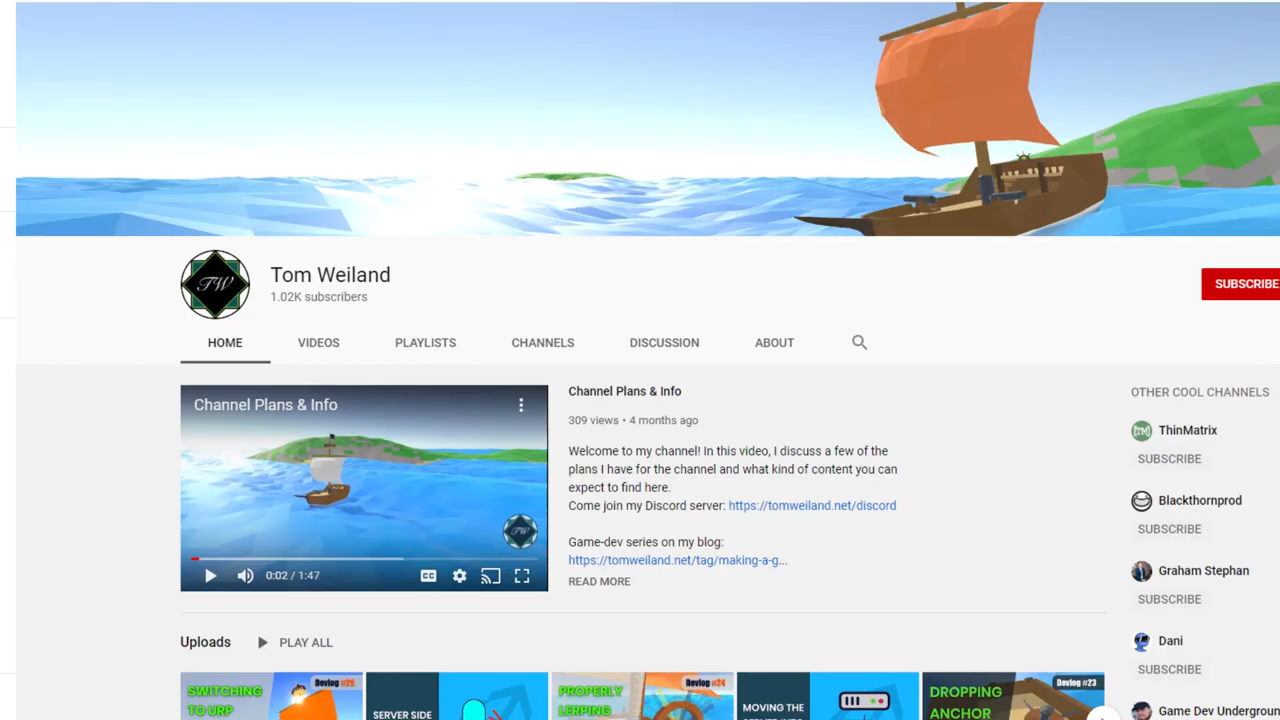 TW
Tom Weiland
1.02K subscribers
SUBSCRIBE
HOME
VIDEOS
PLAYLISTS
CHANNELS
DISCUSSION
ABOUT
Channel Plans & Info
TW
0:02 / 1:47
CC
Channel Plans & Info
309 views • 4 months ago
Welcome to my channel! In this video, I discuss a few of the
plans I have for the channel and what kind of content you can
expect to find here.
Come join my Discord server: https://tomweiland.net/discord
Game-dev series on my blog:
https://tomweiland.net/tag/making-a-g...
READ MORE
OTHER COOL CHANNELS
TM
ThinMatrix
SUBSCRIBE
Blackthornprod
SUBSCRIBE
Graham Stephan
SUBSCRIBE
Dani
SUBSCRIBE
Game Dev Undergroun
Uploads
PLAY ALL
SWITCHING
TO URP
Devlog #25
SERVER SIDE
PROPERLY
LERPING
Devlog #24
MOVING THE
DROPPING
ANCHOR
Devlog #23